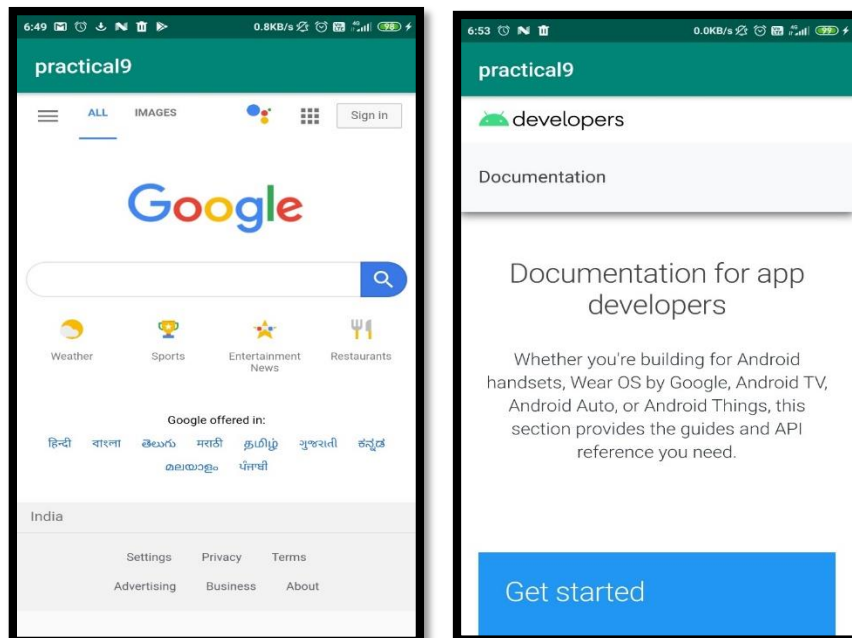 6:49 0.8KB/s 4G 98
practical9
ALL IMAGES Sign in
Google
Weather Sports Entertainment News Restaurants
Google offered in:
हिन्दी বাংলা తెలుగు मराठी தமிழ் ગુજરાતી ಕನ್ನಡ
മലയാളം ਪੰਜਾਬੀ
India
Settings Privacy Terms
Advertising Business About
6:53 0.0KB/s 4G 99
practical9
developers
Documentation
Documentation for app
developers
Whether you're building for Android
handsets, Wear OS by Google, Android TV,
Android Auto, or Android Things, this
section provides the guides and API
reference you need.
Get started